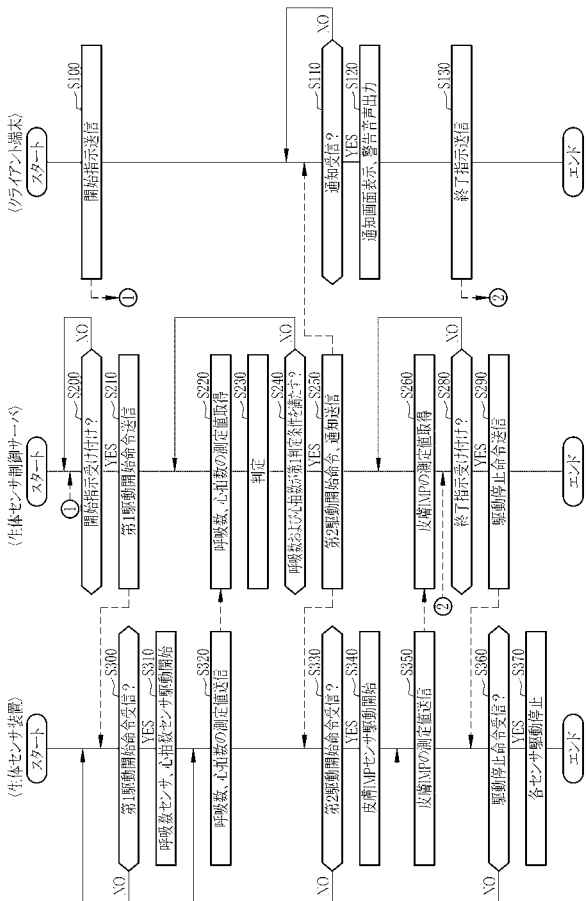 〈生体センサ装置〉
スタート
S300
第1駆動開始命令受信？
NO
YES
S310
呼吸数センサ、心拍数センサ駆動開始
S320
呼吸数、心拍数の測定値送信
S330
第2駆動開始命令受信？
NO
YES
S340
皮膚IMPセンサ駆動開始
S350
皮膚IMPの測定値送信
S360
駆動停止命令受信？
NO
YES
S370
各センサ駆動停止
エンド
〈生体センサ制御サーバ〉
スタート
①
S200
開始指示受け付け？
NO
YES
S210
第1駆動開始命令送信
S220
呼吸数、心拍数の測定値取得
S230
判定
S240
呼吸数および心拍数が第1判定条件を満たす？
NO
YES
S250
第2駆動開始命令、通知送信
S260
皮膚IMPの測定値取得
②
S280
終了指示受付け？
NO
YES
S290
駆動停止命令送信
エンド
〈クライアント端末〉
スタート
S100
開始指示送信
①
S110
通知受信？
NO
YES
S120
通知画面表示、警告音声出力
S130
終了指示送信
②
エンド